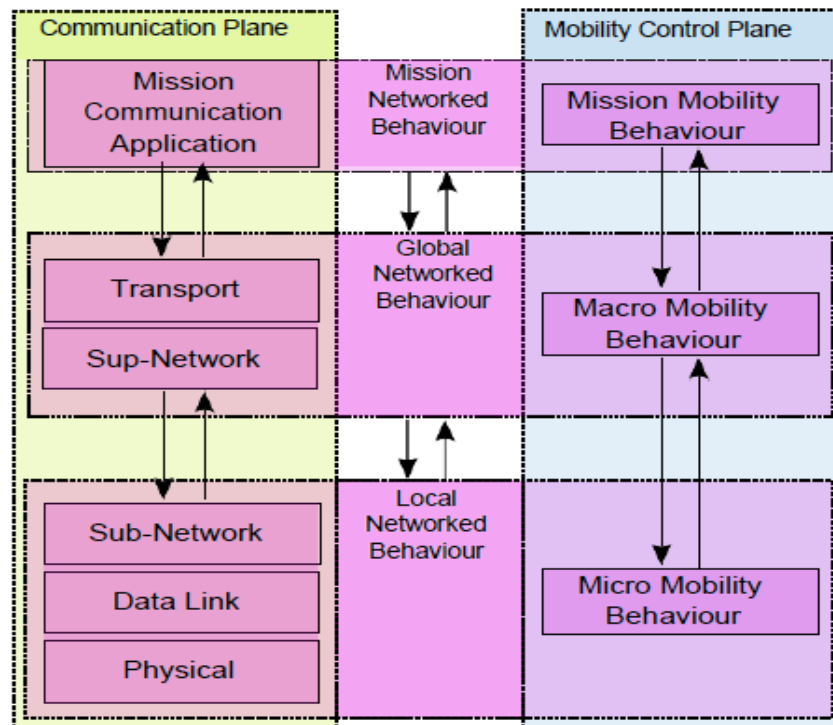 Communication Plane
Mobility Control Plane
Mission
Communication
Application
Mission
Networked
Behaviour
Mission Mobility
Behaviour
Global
Networked
Behaviour
Transport
Sup-Network
Macro Mobility
Behaviour
Local
Networked
Behaviour
Sub-Network
Data Link
Physical
Micro Mobility
Behaviour